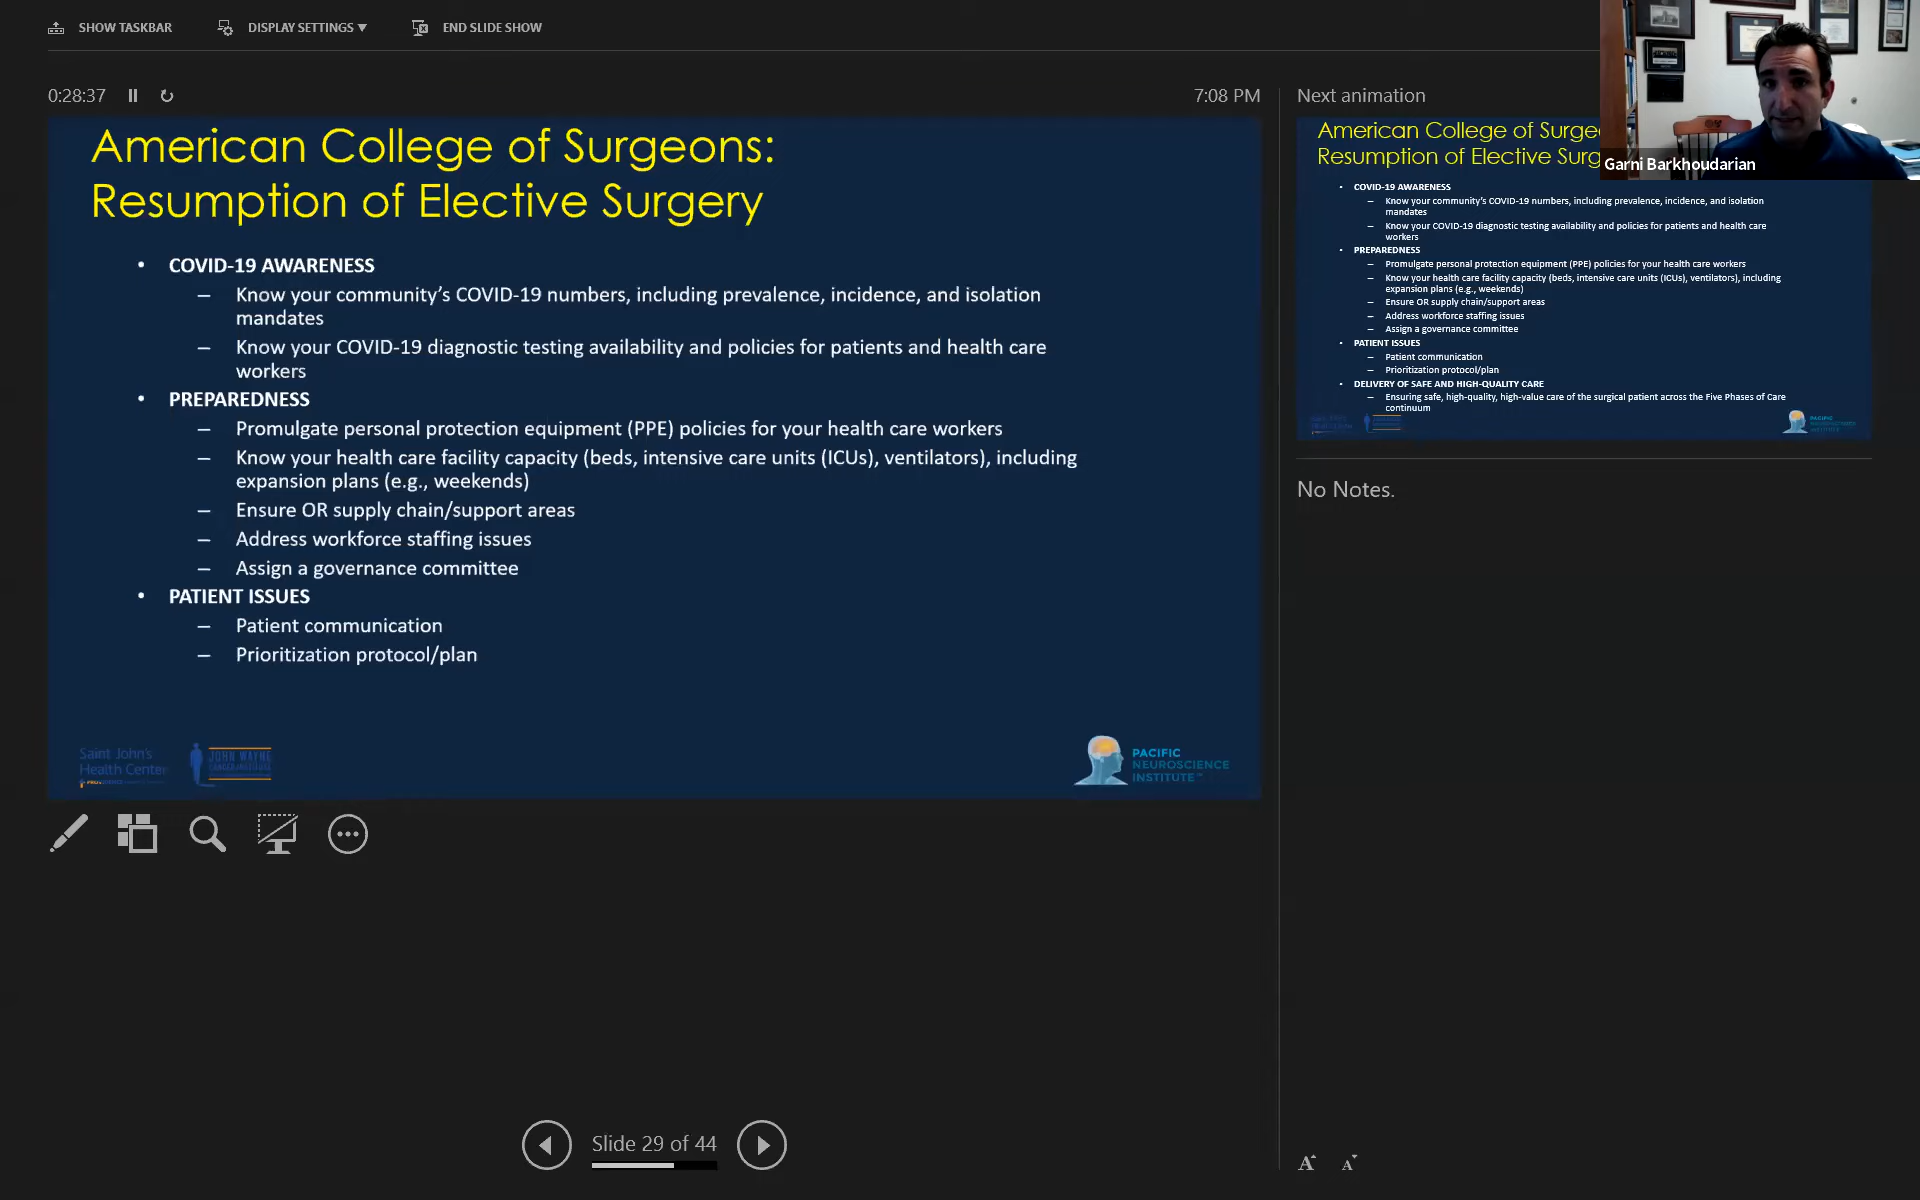 SHOW TASKBAR
DISPLAY SETTINGS
END SLIDE SHOW
0:28:37
7:08 PM
American College of Surgeons:
Resumption of Elective Surgery
• COVID-19 AWARENESS
– Know your community's COVID-19 numbers, including prevalence, incidence, and isolation
mandates
– Know your COVID-19 diagnostic testing availability and policies for patients and health care
workers
• PREPAREDNESS
– Promulgate personal protection equipment (PPE) policies for your health care workers
– Know your health care facility capacity (beds, intensive care units (ICUs), ventilators), including
expansion plans (e.g., weekends)
– Ensure OR supply chain/support areas
– Address workforce staffing issues
– Assign a governance committee
• PATIENT ISSUES
– Patient communication
– Prioritization protocol/plan
Saint John's
Health Center
JOHN WAYNE
PACIFIC
NEUROSCIENCE
INSTITUTE
Slide 29 of 44
Next animation
American College of Surge
Resumption of Elective Surg
Garni Barkhoudarian
• COVID-19 AWARENESS
– Know your community's COVID-19 numbers, including prevalence, incidence, and isolation
mandates
– Know your COVID-19 diagnostic testing availability and policies for patients and health care
workers
• PREPAREDNESS
– Promulgate personal protection equipment (PPE) policies for your health care workers
– Know your health care facility capacity (beds, intensive care units (ICUs), ventilators), including
expansion plans (e.g., weekends)
– Ensure OR supply chain/support areas
– Address workforce staffing issues
– Assign a governance committee
• PATIENT ISSUES
– Patient communication
– Prioritization protocol/plan
• DELIVERY OF SAFE AND HIGH-QUALITY CARE
– Ensuring safe, high-quality, high-value care of the surgical patient across the Five Phases of Care
continuum
PACIFIC
NEUROSCIENCE
INSTITUTE
No Notes.
A A